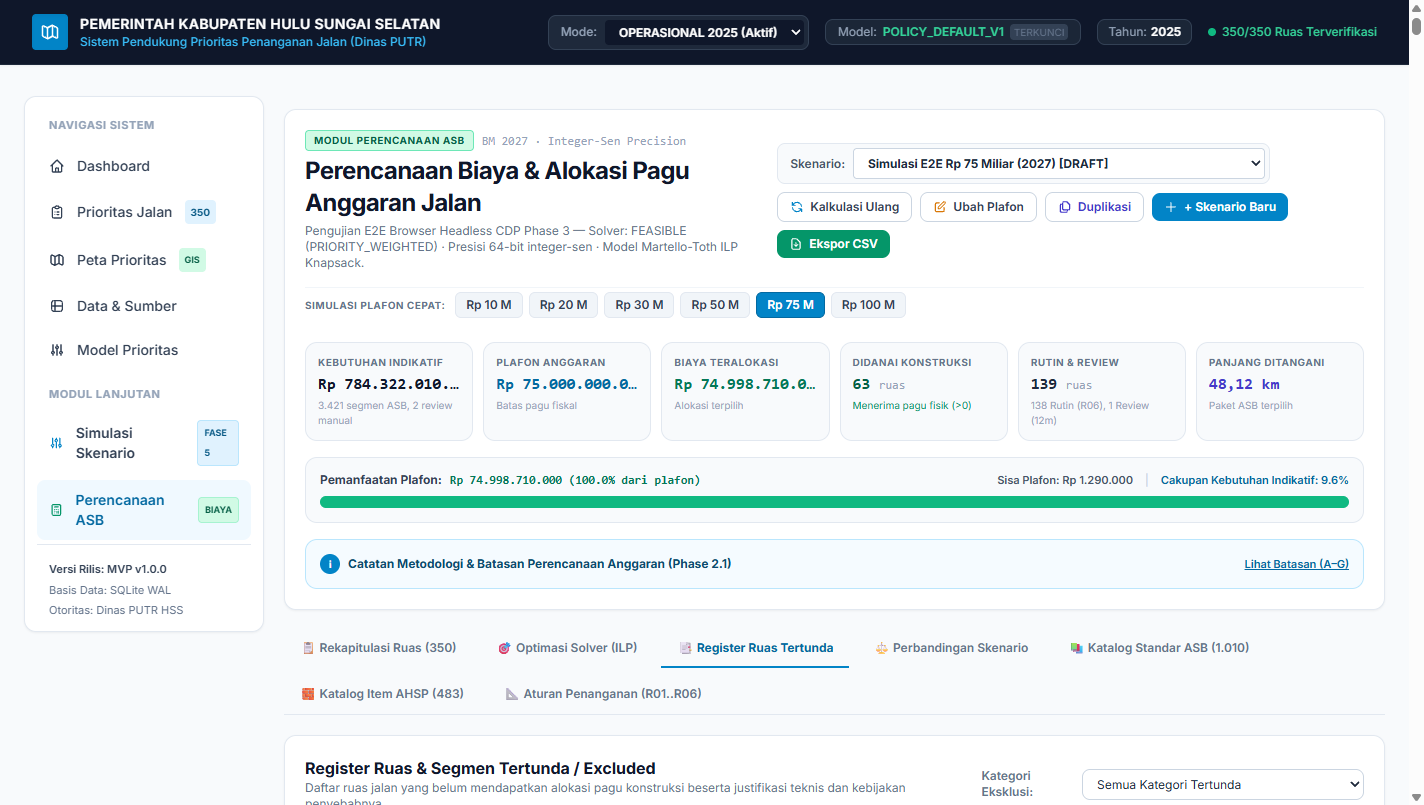 PEMERINTAH KABUPATEN HULU SUNGAI SELATAN
Sistem Pendukung Prioritas Penanganan Jalan (Dinas PUTR)
Mode: OPERASIONAL 2025 (Aktif)
Model: POLICY_DEFAULT_V1 TERKUNCI
Tahun: 2025
350/350 Ruas Terverifikasi
NAVIGASI SISTEM
Dashboard
Prioritas Jalan 350
Peta Prioritas GIS
Data & Sumber
Model Prioritas
MODUL LANJUTAN
Simulasi
Skenario
FASE
5
Perencanaan
ASB
BIAYA
Versi Rilis: MVP v1.0.0
Basis Data: SQLite WAL
Otoritas: Dinas PUTR HSS
MODUL PERENCANAAN ASB BM 2027 · Integer-Sen Precision
Perencanaan Biaya & Alokasi Pagu
Anggaran Jalan
Pengujian E2E Browser Headless CDP Phase 3 — Solver: FEASIBLE
(PRIORITY_WEIGHTED) · Presisi 64-bit integer-sen · Model Martello-Toth ILP
Knapsack.
Skenario: Simulasi E2E Rp 75 Miliar (2027) [DRAFT]
Kalkulasi Ulang
Ubah Plafon
Duplikasi
+ Skenario Baru
Ekspor CSV
SIMULASI PLAFON CEPAT: Rp 10 M Rp 20 M Rp 30 M Rp 50 M Rp 75 M Rp 100 M
KEBUTUHAN INDIKATIF
Rp 784.322.010.…
3.421 segmen ASB, 2 review
manual
PLAFON ANGGARAN
Rp 75.000.000.0…
Batas pagu fiskal
BIAYA TERALOKASI
Rp 74.998.710.0…
Alokasi terpilih
DIDANAI KONSTRUKSI
63 ruas
Menerima pagu fisik (>0)
RUTIN & REVIEW
139 ruas
138 Rutin (R06), 1 Review
(12m)
PANJANG DITANGANI
48,12 km
Paket ASB terpilih
Pemanfaatan Plafon: Rp 74.998.710.000 (100.0% dari plafon)
Sisa Plafon: Rp 1.290.000
Cakupan Kebutuhan Indikatif: 9.6%
i Catatan Metodologi & Batasan Perencanaan Anggaran (Phase 2.1)
Lihat Batasan (A–G)
Rekapitulasi Ruas (350)
Optimasi Solver (ILP)
Register Ruas Tertunda
Perbandingan Skenario
Katalog Standar ASB (1.010)
Katalog Item AHSP (483)
Aturan Penanganan (R01..R06)
Register Ruas & Segmen Tertunda / Excluded
Daftar ruas jalan yang belum mendapatkan alokasi pagu konstruksi beserta justifikasi teknis dan kebijakan
penyebabnya.
Kategori
Eksklusi:
Semua Kategori Tertunda